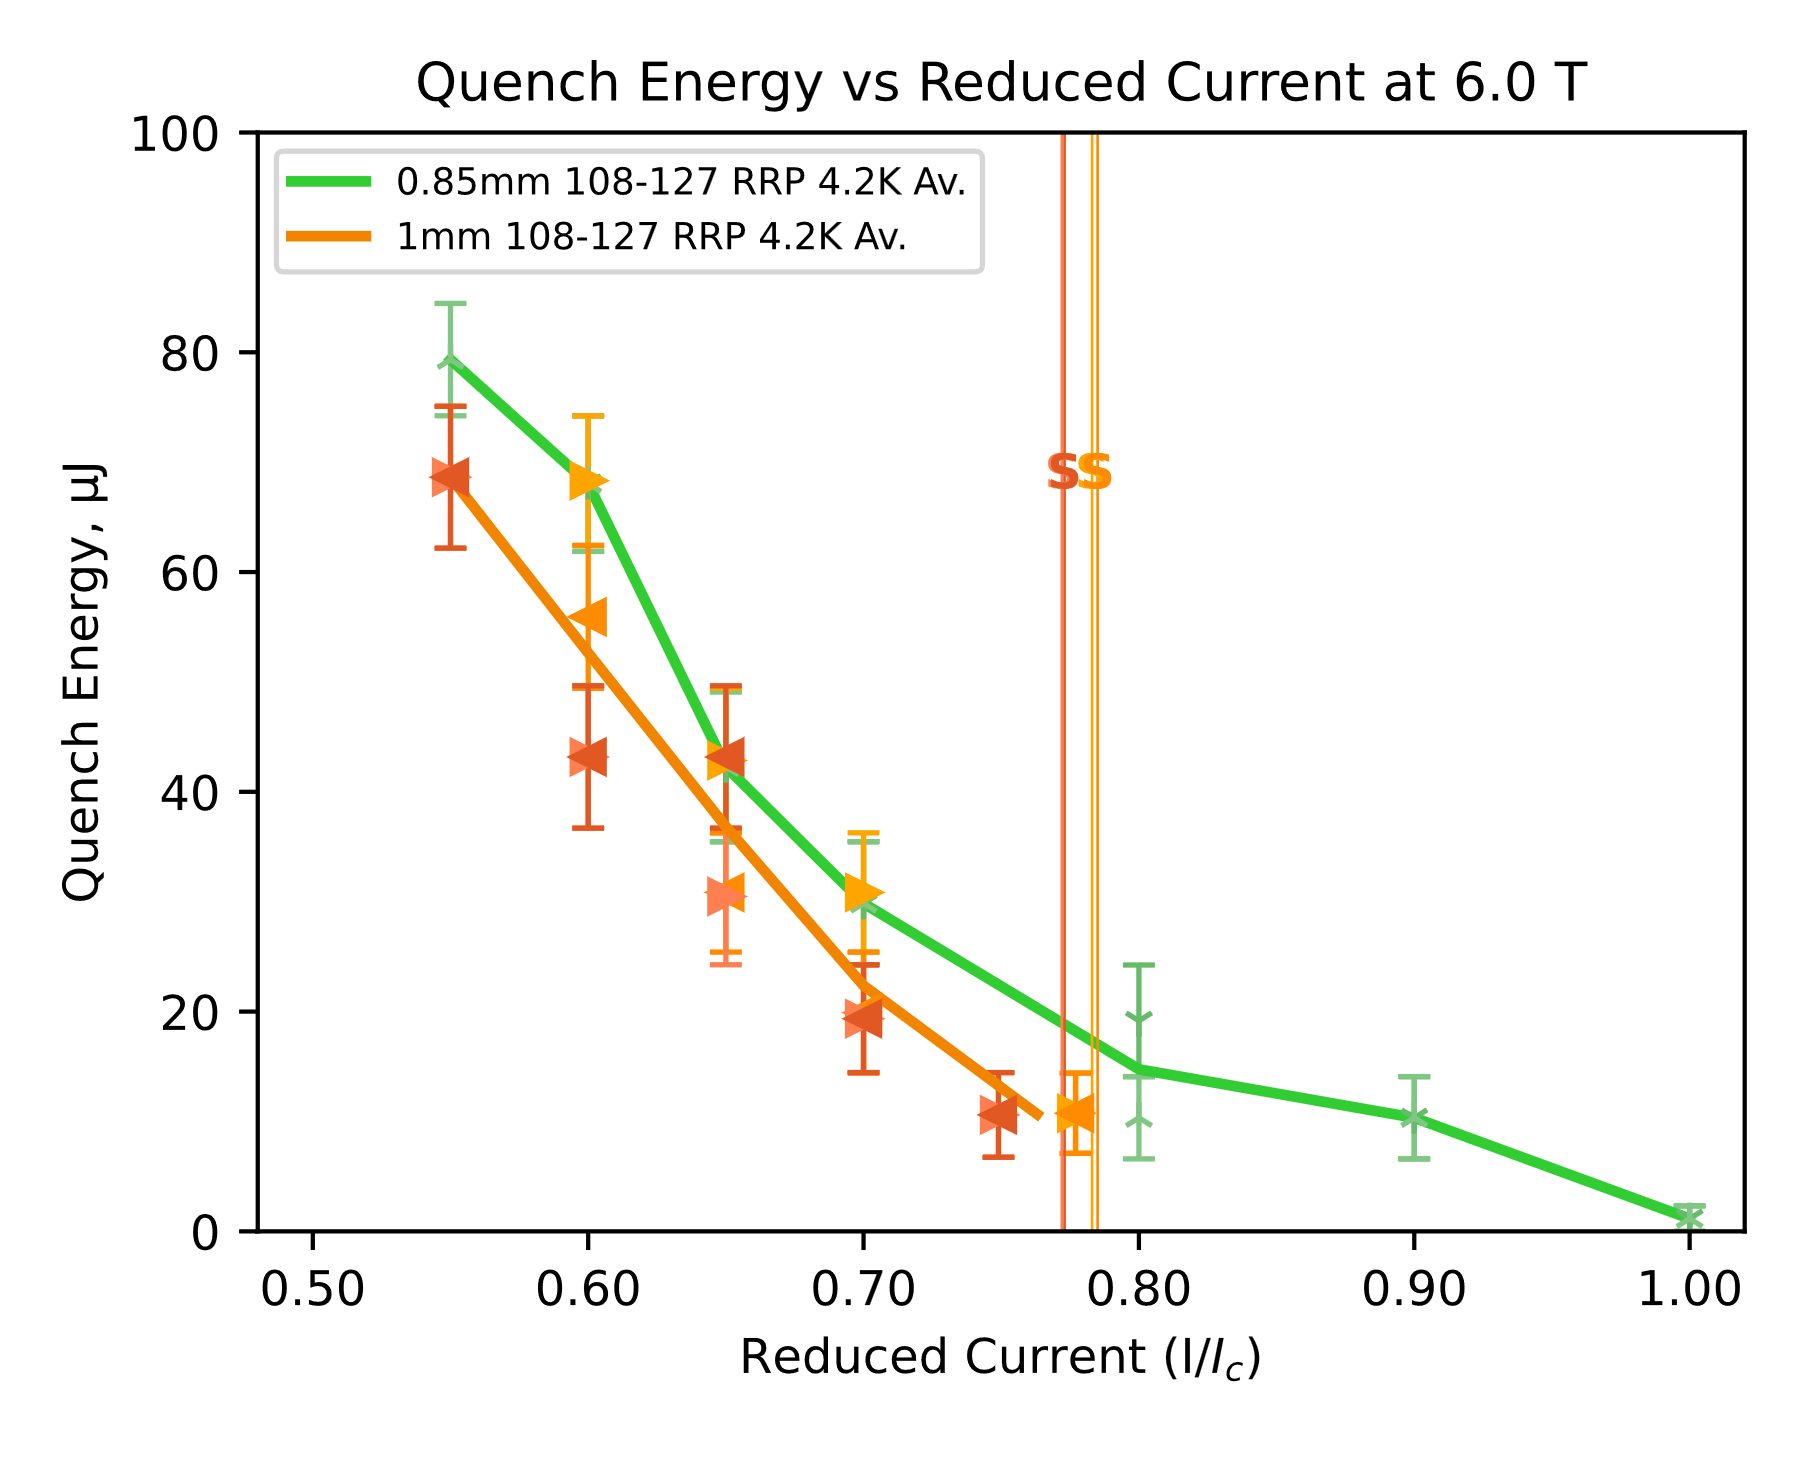 Quench Energy vs Reduced Current at 6.0 T
100
80
60
40
20
0
Quench Energy, μJ
0.85mm 108-127 RRP 4.2K Av.
1mm 108-127 RRP 4.2K Av.
S S
0.50 0.60 0.70 0.80 0.90 1.00
Reduced Current (I/I_c)